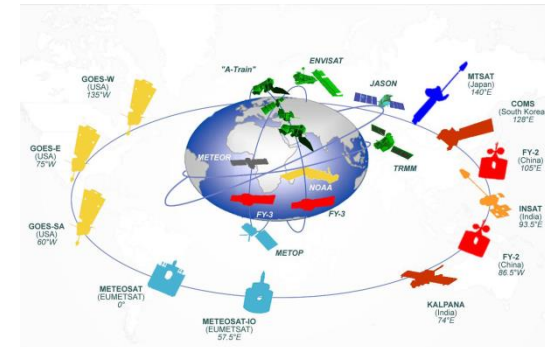 "A-Train"
ENVISAT
JASON
GOES-W
(USA)
135°W
MTSAT
(Japan)
140°E
COMS
(South Korea)
128°E
GOES-E
(USA)
75°W
METEOR
TRMM
FY-2
(China)
105°E
NOAA
INSAT
(India)
93.5°E
GOES-SA
(USA)
60°W
FY-3
FY-3
METOP
FY-2
(China)
86.5°W
METEOSAT
(EUMETSAT)
0°
KALPANA
(India)
74°E
METEOSAT-IO
(EUMETSAT)
57.5°E